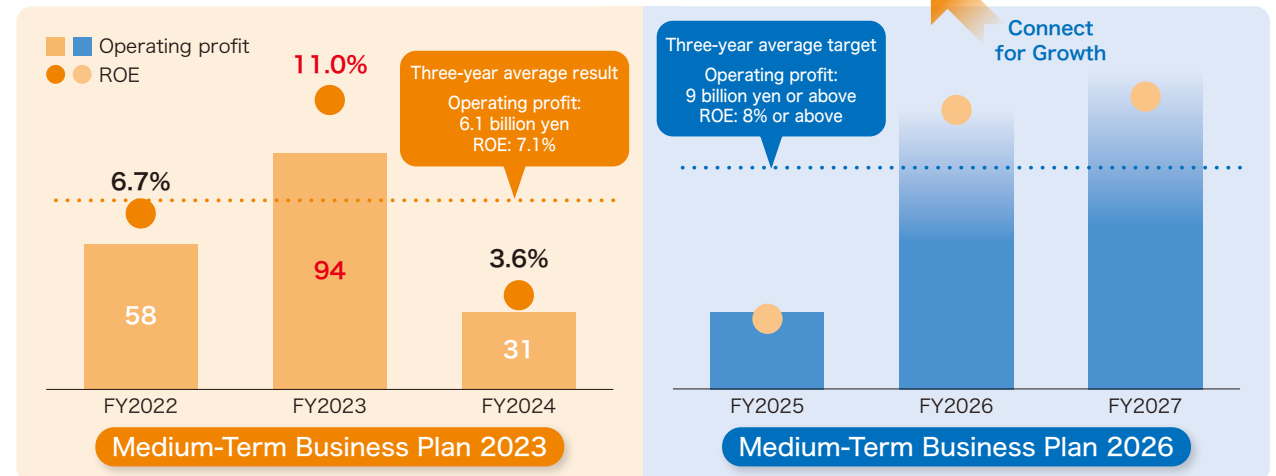 Operating profit
ROE
6.7%
58
11.0%
94
3.6%
31
Three-year average result
Operating profit:
6.1 billion yen
ROE: 7.1%
FY2022
FY2023
FY2024
Medium-Term Business Plan 2023
Three-year average target
Operating profit:
9 billion yen or above
ROE: 8% or above
Connect
for Growth
FY2025
FY2026
FY2027
Medium-Term Business Plan 2026